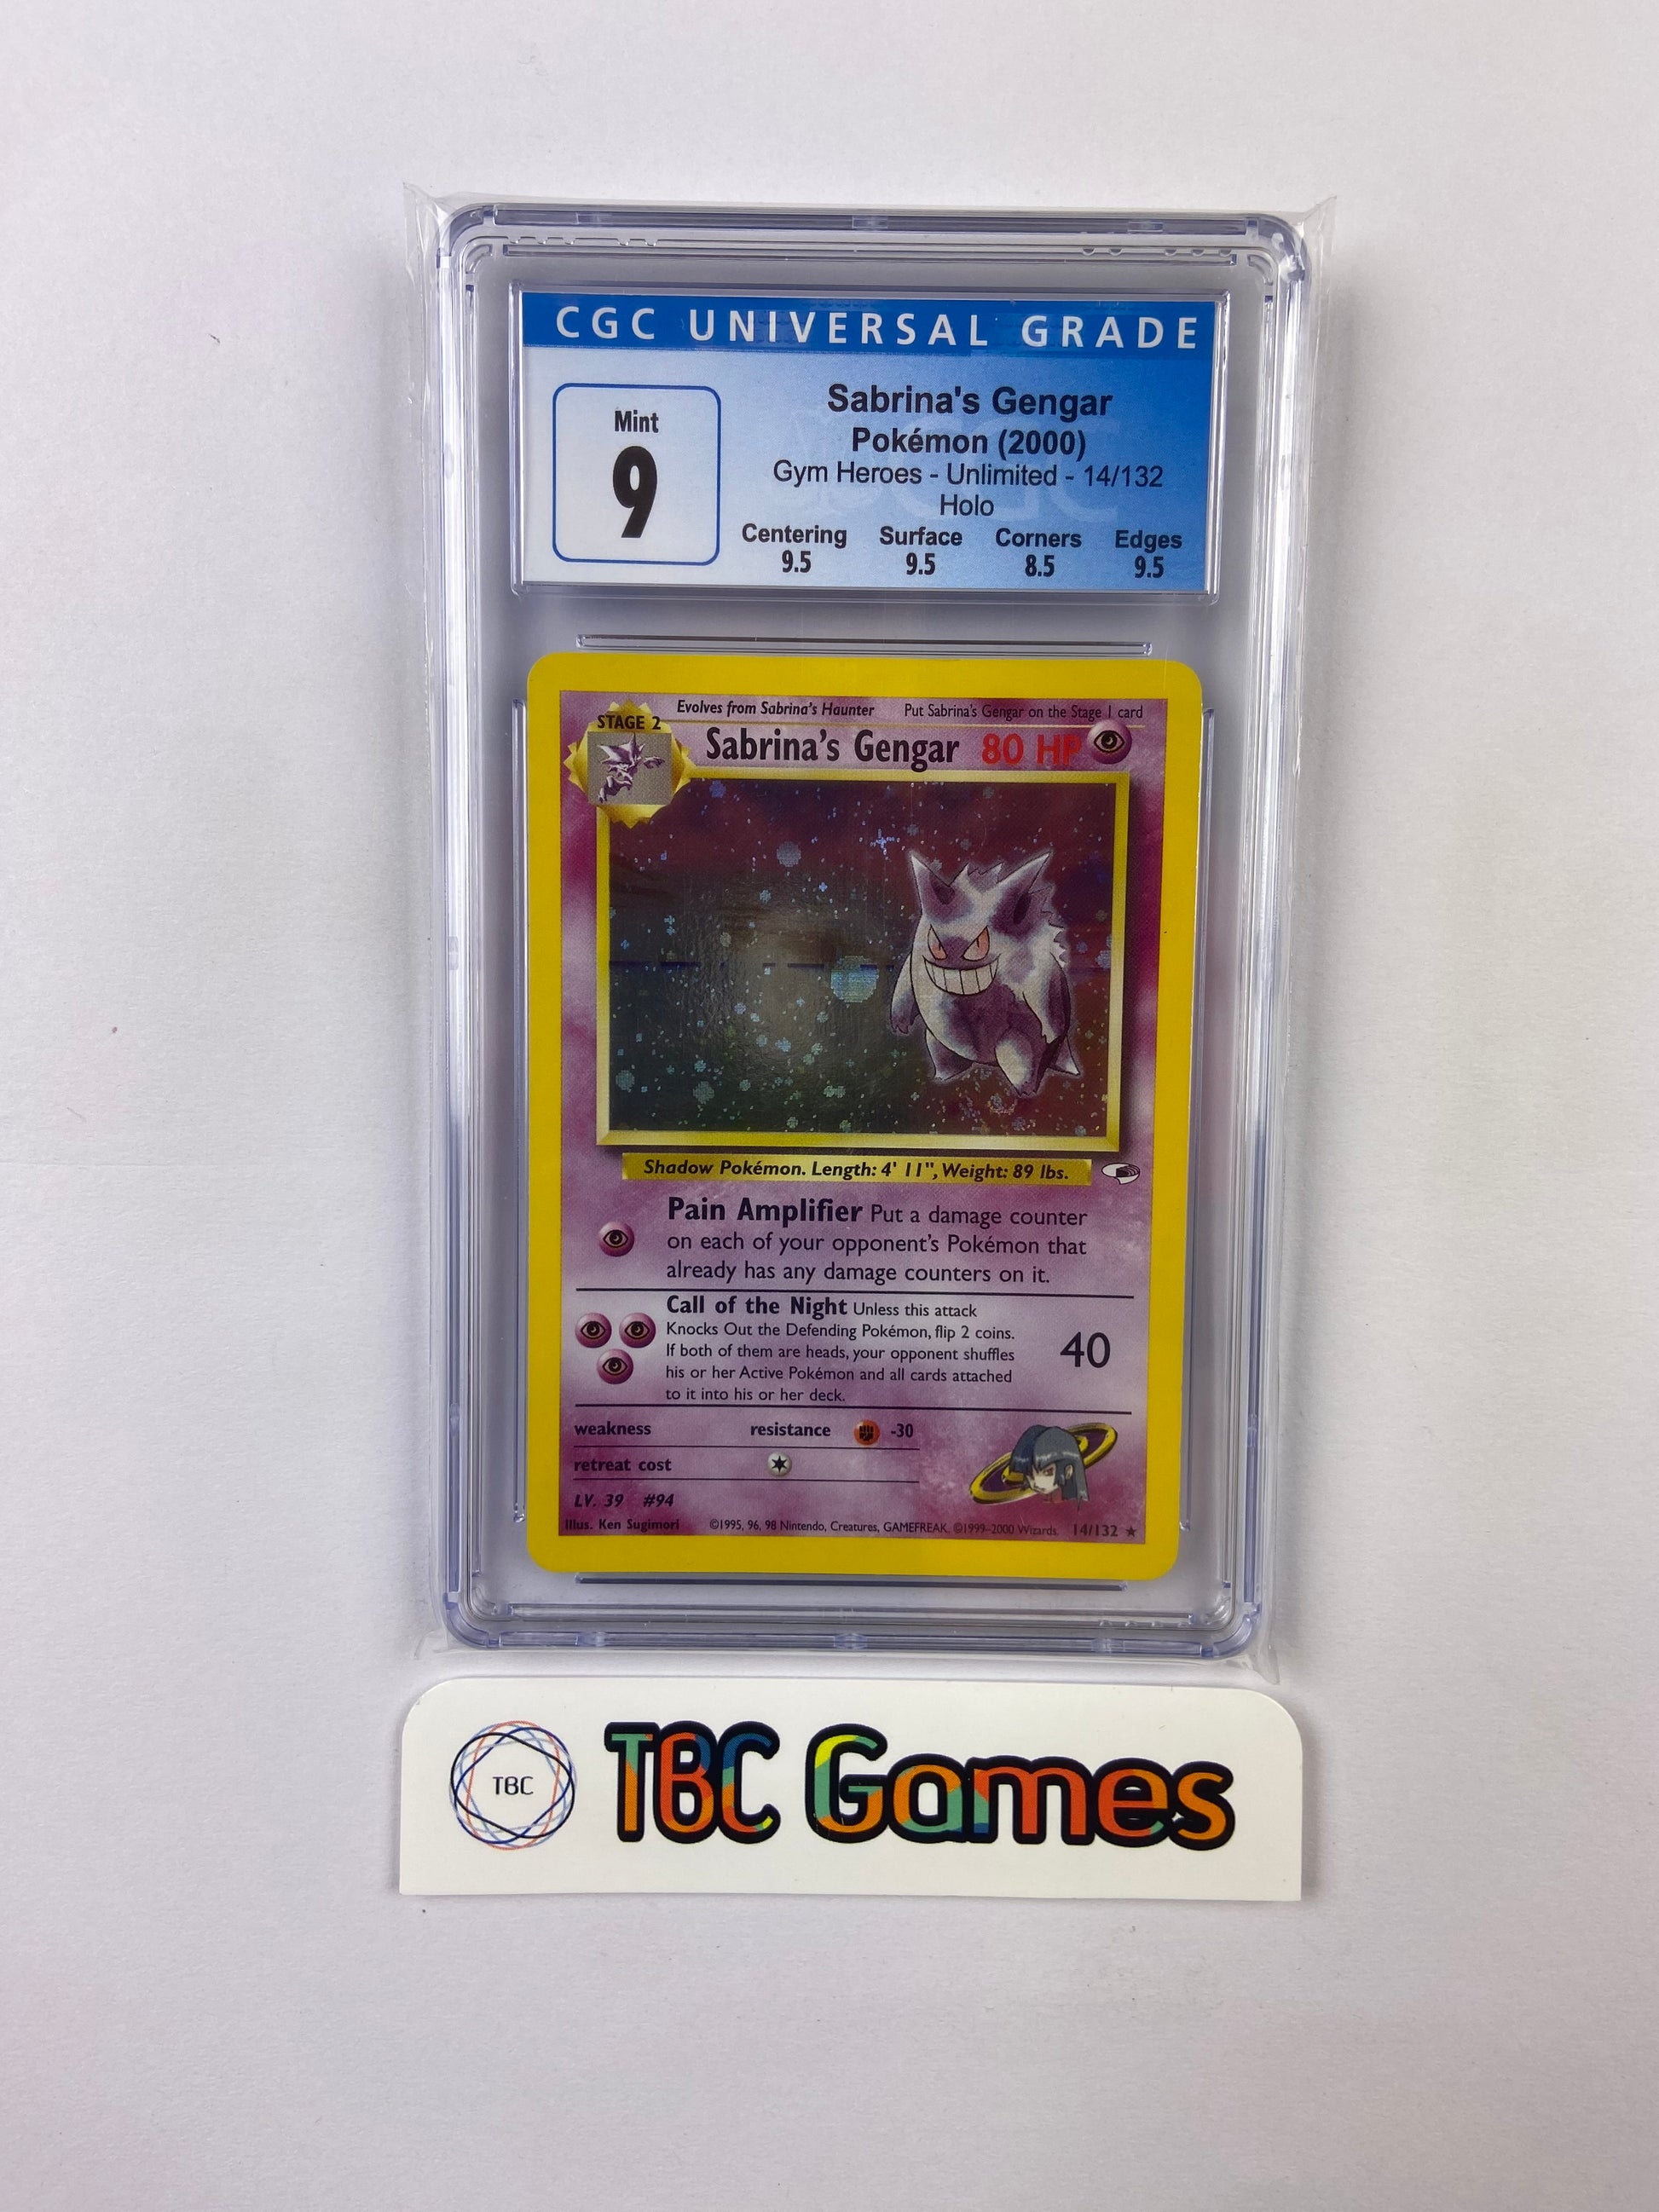 CGC UNIVERSAL GRADE
Mint
9
Sabrina's Gengar
Pokémon (2000)
Gym Heroes - Unlimited - 14/132
Holo
Centering Surface Corners Edges
9.5 9.5 8.5 9.5
Evolves from Sabrina's Haunter Put Sabrina's Gengar on the Stage 1 card
STAGE 2
Sabrina's Gengar 80 HP
Shadow Pokémon. Length: 4' 11", Weight: 89 lbs.
Pain Amplifier Put a damage counter
on each of your opponent's Pokémon that
already has any damage counters on it.
Call of the Night Unless this attack
Knocks Out the Defending Pokémon, flip 2 coins.
If both of them are heads, your opponent shuffles
his or her Active Pokémon and all cards attached
to it into his or her deck.
40
weakness resistance -30
retreat cost
LV. 39 #94
Illus. Ken Sugimori ©1995, 96, 98 Nintendo, Creatures, GAMEFREAK. ©1999–2000 Wizards. 14/132 ★
TBC
TBC Games